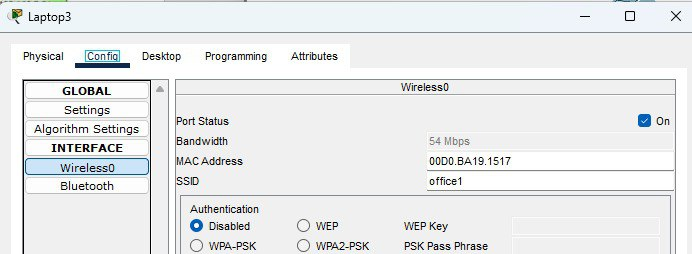 Laptop3
Physical Config Desktop Programming Attributes
GLOBAL
Settings
Algorithm Settings
INTERFACE
Wireless0
Bluetooth
Wireless0
Port Status On
Bandwidth 54 Mbps
MAC Address 00D0.BA19.1517
SSID office1
Authentication
Disabled WEP WEP Key
WPA-PSK WPA2-PSK PSK Pass Phrase